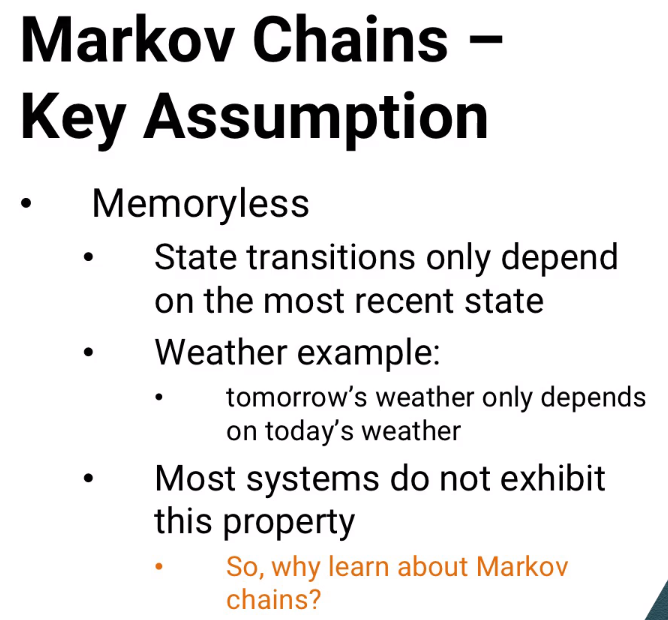 Markov Chains –
Key Assumption
• Memoryless
• State transitions only depend
on the most recent state
• Weather example:
• tomorrow’s weather only depends
on today’s weather
• Most systems do not exhibit
this property
• So, why learn about Markov
chains?